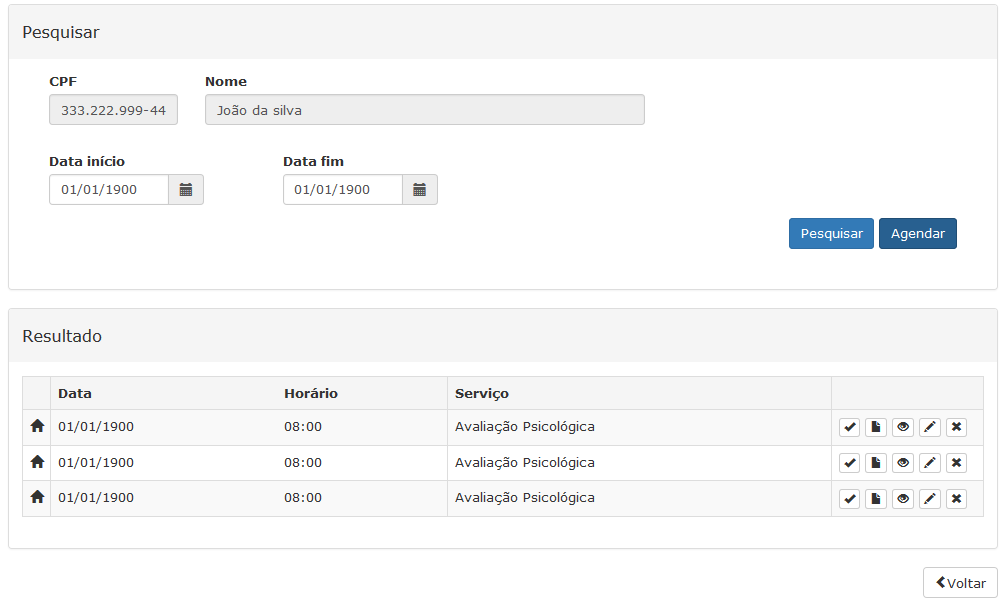 Pesquisar
CPF Nome
333.222.999-44 João da silva
Data início Data fim
01/01/1900 01/01/1900
Pesquisar Agendar
Resultado
Data Horário Serviço
01/01/1900 08:00 Avaliação Psicológica
01/01/1900 08:00 Avaliação Psicológica
01/01/1900 08:00 Avaliação Psicológica
Voltar